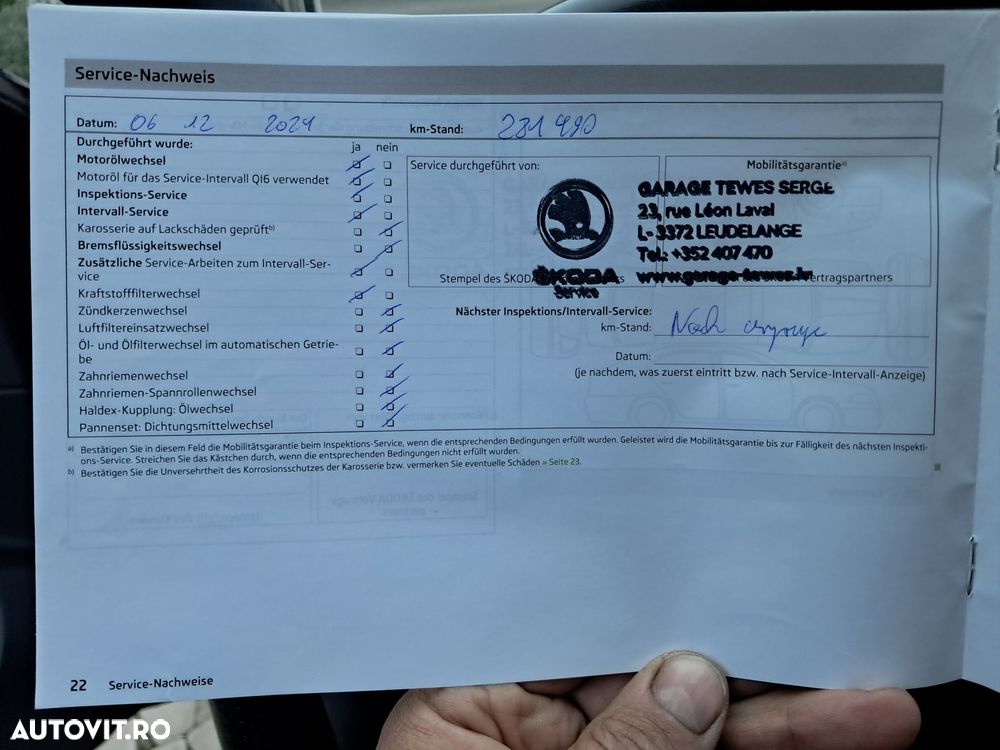 Service-Nachweis
Datum: 06 12 2024
km-Stand: 231 990
Durchgeführt wurde: ja nein
Motorölwechsel
Motoröl für das Service-Intervall QI6 verwendet
Inspektions-Service
Intervall-Service
Karosserie auf Lackschäden geprüft b)
Bremsflüssigkeitswechsel
Zusätzliche Service-Arbeiten zum Intervall-Ser-
vice
Kraftstofffilterwechsel
Zündkerzenwechsel
Luftfiltereinsatzwechsel
Öl- und Ölfilterwechsel im automatischen Getrie-
be
Zahnriemenwechsel
Zahnriemen-Spannrollenwechsel
Haldex-Kupplung: Ölwechsel
Pannenset: Dichtungsmittelwechsel
Service durchgeführt von:
Mobilitätsgarantie a)
GARAGE TEWES SERGE
23, rue Léon Laval
L- 3372 LEUDELANGE
Tel.: +352 407 470
www.garage-tewes.lu
ŠKODA
Service
Stempel des ŠKODA
Vertragspartners
Nächster Inspektions/Intervall-Service:
km-Stand: Nach
Datum:
(je nachdem, was zuerst eintritt bzw. nach Service-Intervall-Anzeige)
a) Bestätigen Sie in diesem Feld die Mobilitätsgarantie beim Inspektions-Service, wenn die entsprechenden Bedingungen erfüllt wurden. Geleistet wird die Mobilitätsgarantie bis zur Fälligkeit des nächsten Inspekti-
ons-Service. Streichen Sie das Kästchen durch, wenn die entsprechenden Bedingungen nicht erfüllt wurden.
b) Bestätigen Sie die Unversehrtheit des Korrosionsschutzes der Karosserie bzw. vermerken Sie eventuelle Schäden » Seite 23.
22 Service-Nachweise
AUTOVIT.RO